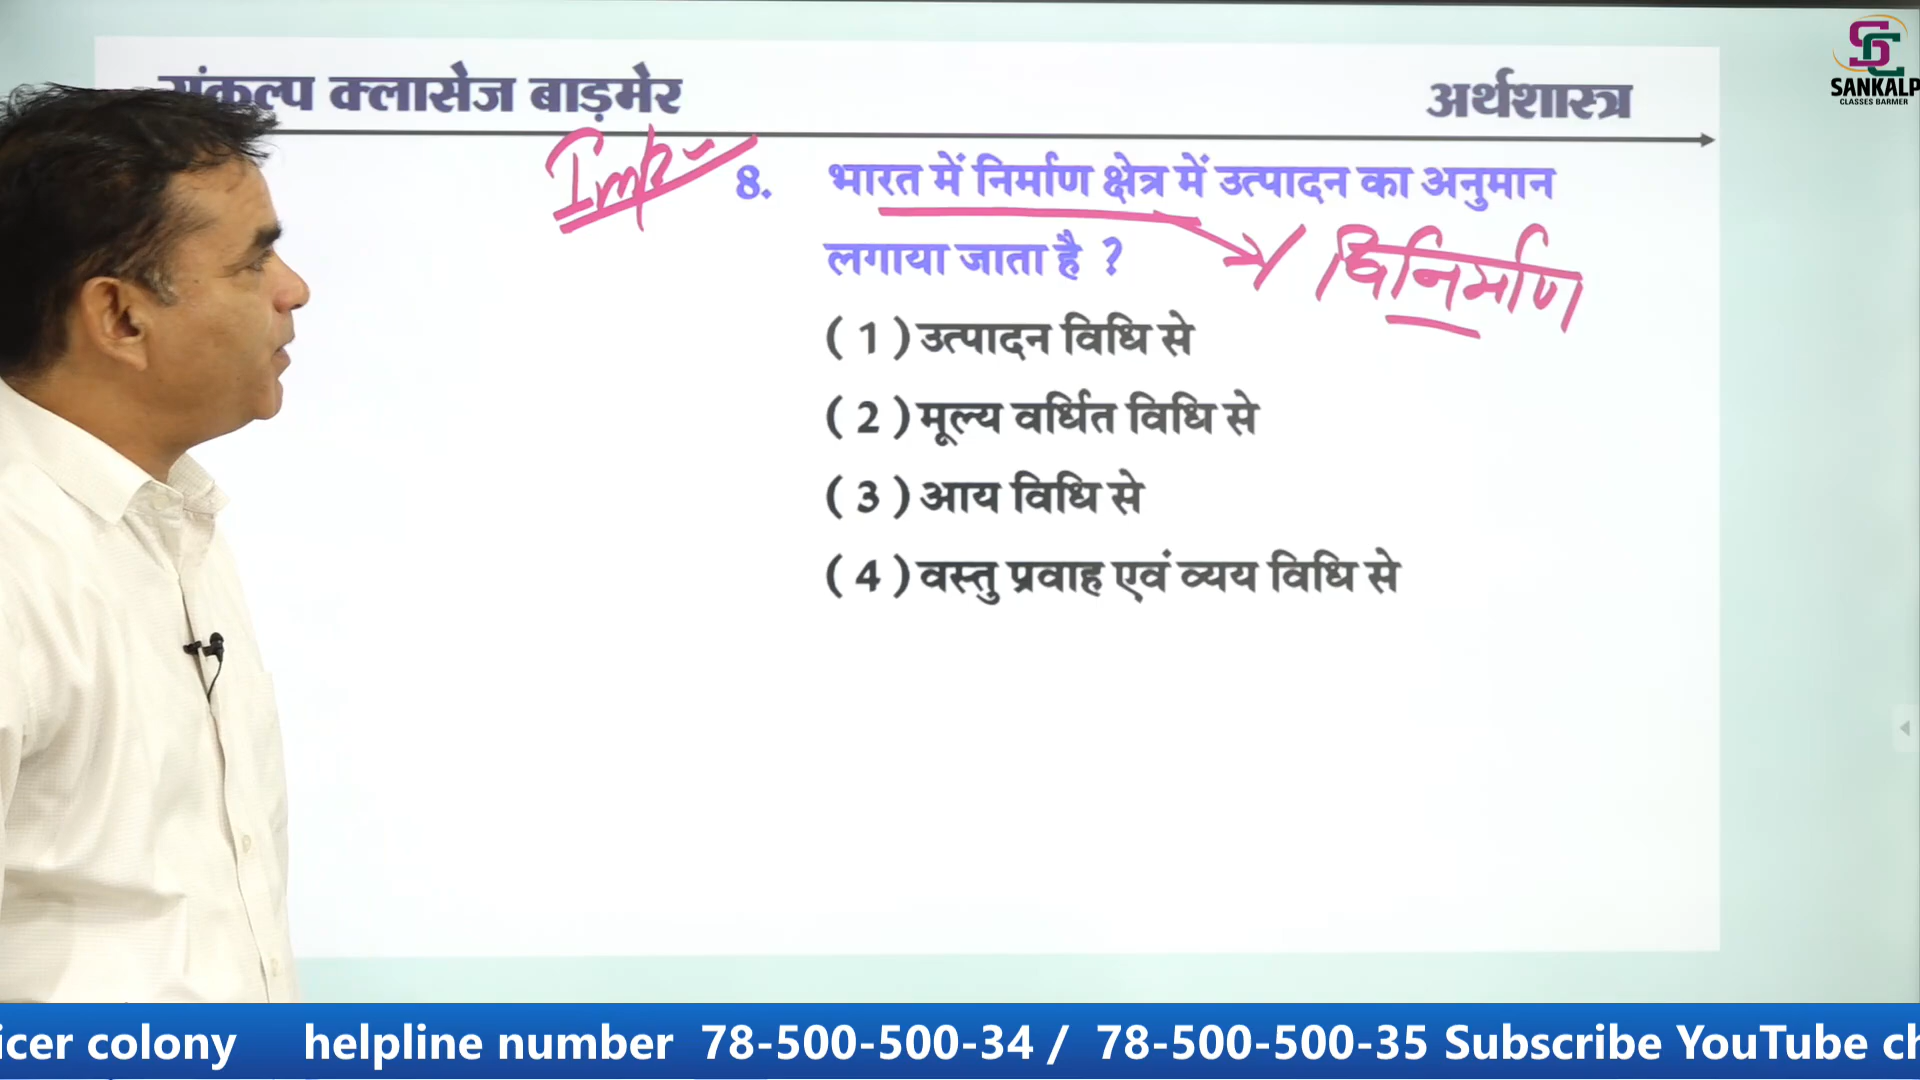 संकल्प क्लासेज बाड़मेर
अर्थशास्त्र
SANKALP
CLASSES BARMER
Imp
8. भारत में निर्माण क्षेत्र में उत्पादन का अनुमान
लगाया जाता है ?
विनिर्माण
( 1 ) उत्पादन विधि से
( 2 ) मूल्य वर्धित विधि से
( 3 ) आय विधि से
( 4 ) वस्तु प्रवाह एवं व्यय विधि से
icer colony helpline number 78-500-500-34 / 78-500-500-35 Subscribe YouTube ch